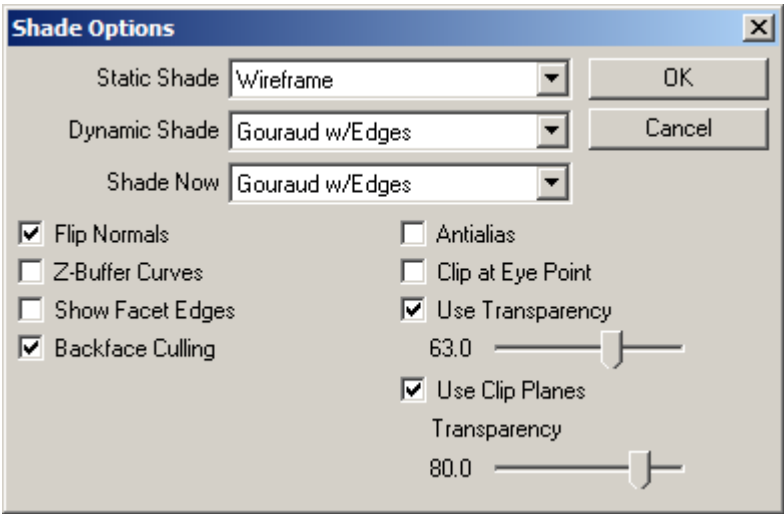 Shade Options
Static Shade Wireframe OK
Dynamic Shade Gouraud w/Edges Cancel
Shade Now Gouraud w/Edges
Flip Normals Antialias
Z-Buffer Curves Clip at Eye Point
Show Facet Edges Use Transparency
Backface Culling 63.0
Use Clip Planes
Transparency
80.0